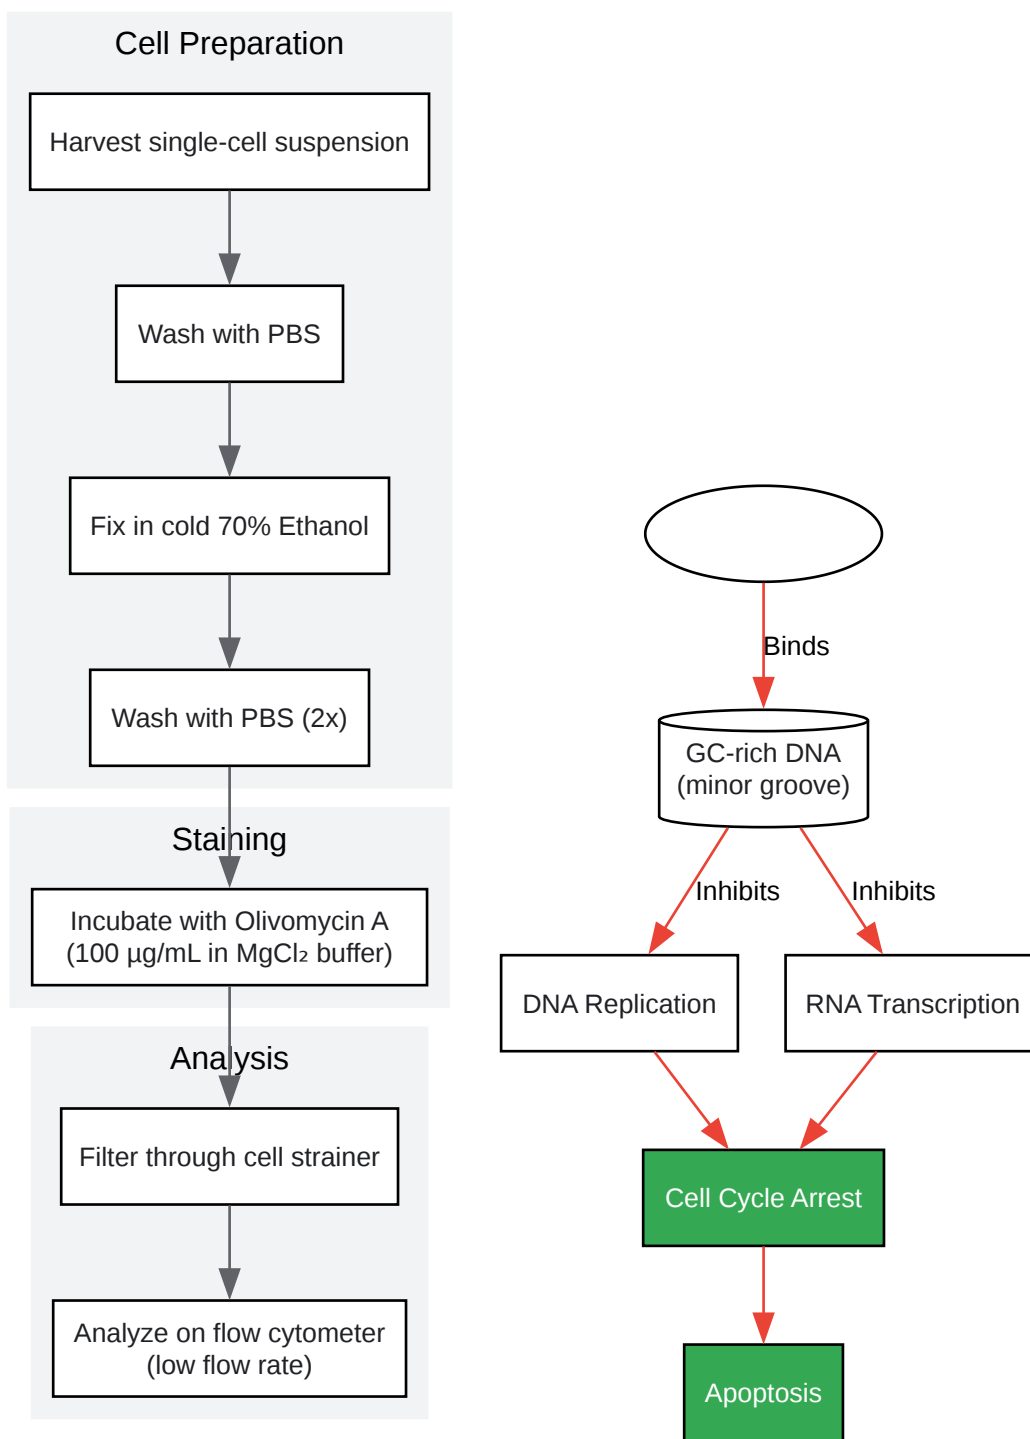 Cell Preparation
Harvest single-cell suspension
Wash with PBS
Fix in cold 70% Ethanol
Wash with PBS (2x)
Staining
Incubate with Olivomycin A
(100 µg/mL in MgCl₂ buffer)
Analysis
Filter through cell strainer
Analyze on flow cytometer
(low flow rate)
Binds
GC-rich DNA
(minor groove)
Inhibits
Inhibits
DNA Replication
RNA Transcription
Cell Cycle Arrest
Apoptosis